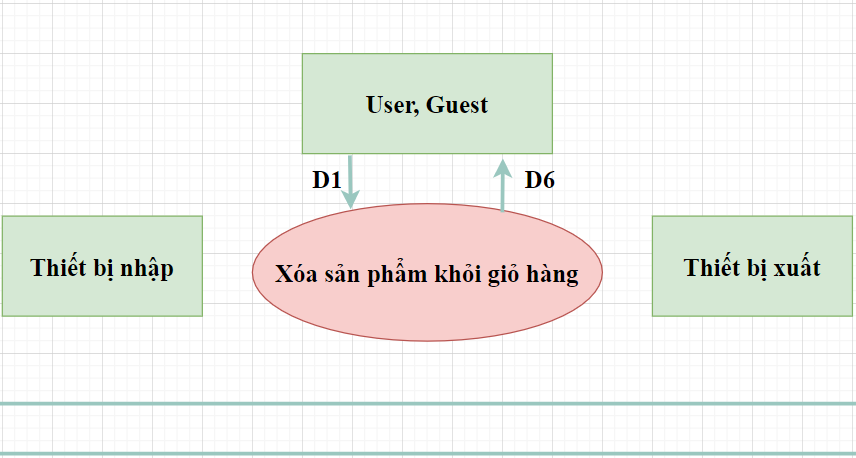 User, Guest
D1
D6
Thiết bị nhập
Xóa sản phẩm khỏi giỏ hàng
Thiết bị xuất